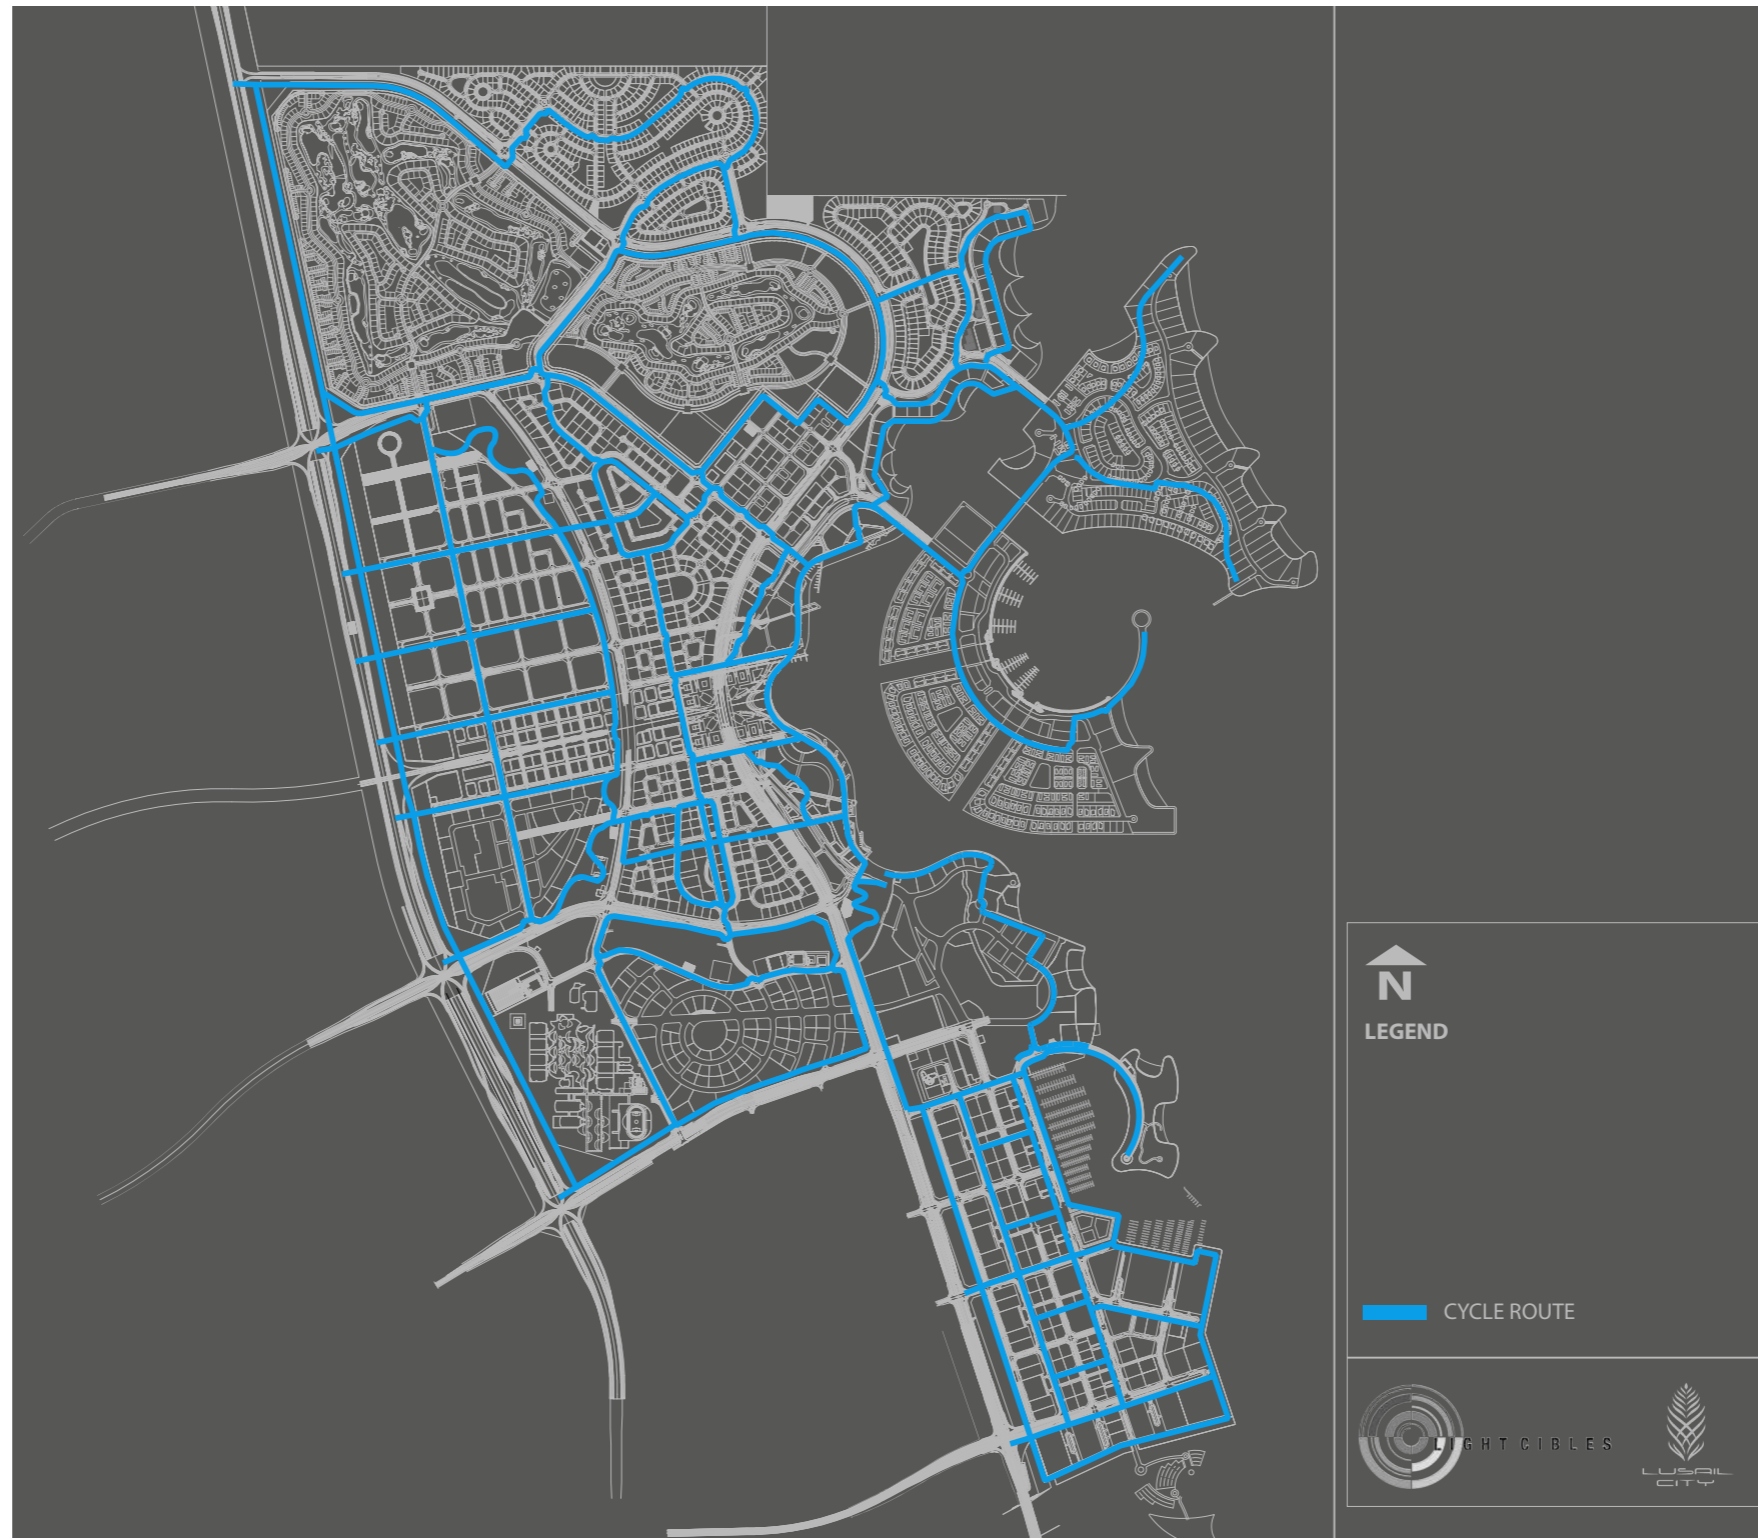 N
LEGEND
CYCLE ROUTE
LIGHT CIBLES
LUSAIL
CITY